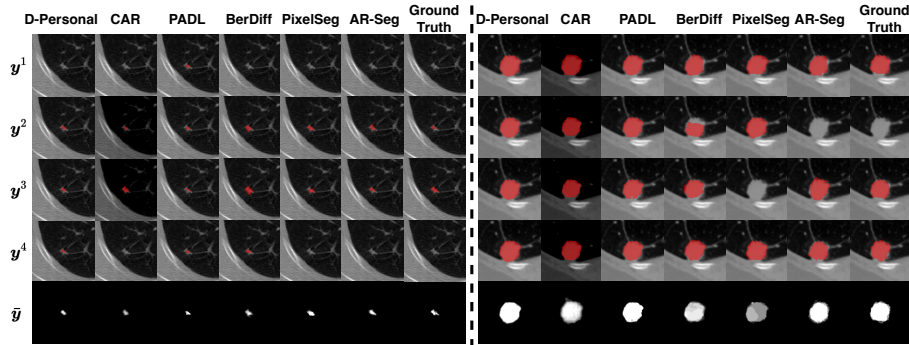 D-Personal CAR PADL BerDiff PixelSeg AR-Seg Ground Truth D-Personal CAR PADL BerDiff PixelSeg AR-Seg Ground Truth
y¹
y²
y³
y⁴
ȳ